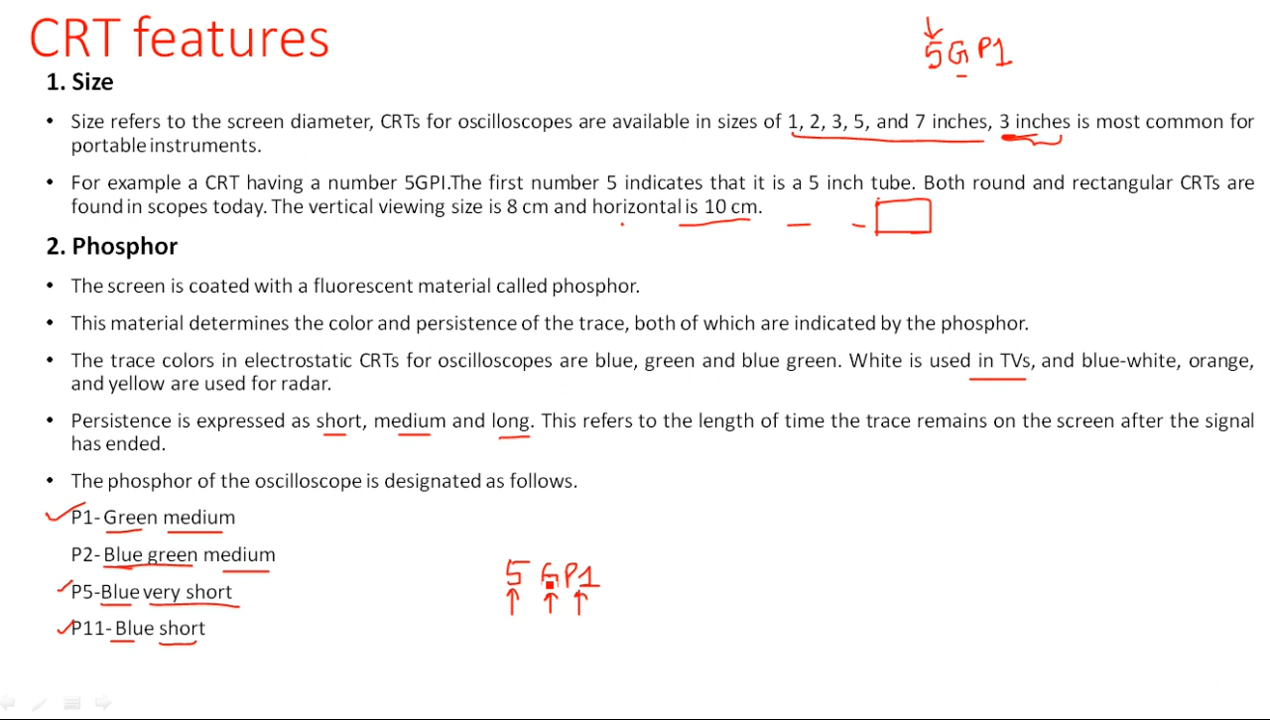 CRT features
5GP1
1. Size
• Size refers to the screen diameter, CRTs for oscilloscopes are available in sizes of 1, 2, 3, 5, and 7 inches, 3 inches is most common for
portable instruments.
• For example a CRT having a number 5GPI.The first number 5 indicates that it is a 5 inch tube. Both round and rectangular CRTs are
found in scopes today. The vertical viewing size is 8 cm and horizontal is 10 cm.
2. Phosphor
• The screen is coated with a fluorescent material called phosphor.
• This material determines the color and persistence of the trace, both of which are indicated by the phosphor.
• The trace colors in electrostatic CRTs for oscilloscopes are blue, green and blue green. White is used in TVs, and blue-white, orange,
and yellow are used for radar.
• Persistence is expressed as short, medium and long. This refers to the length of time the trace remains on the screen after the signal
has ended.
• The phosphor of the oscilloscope is designated as follows.
P1- Green medium
P2- Blue green medium
5GP1
P5-Blue very short
P11- Blue short